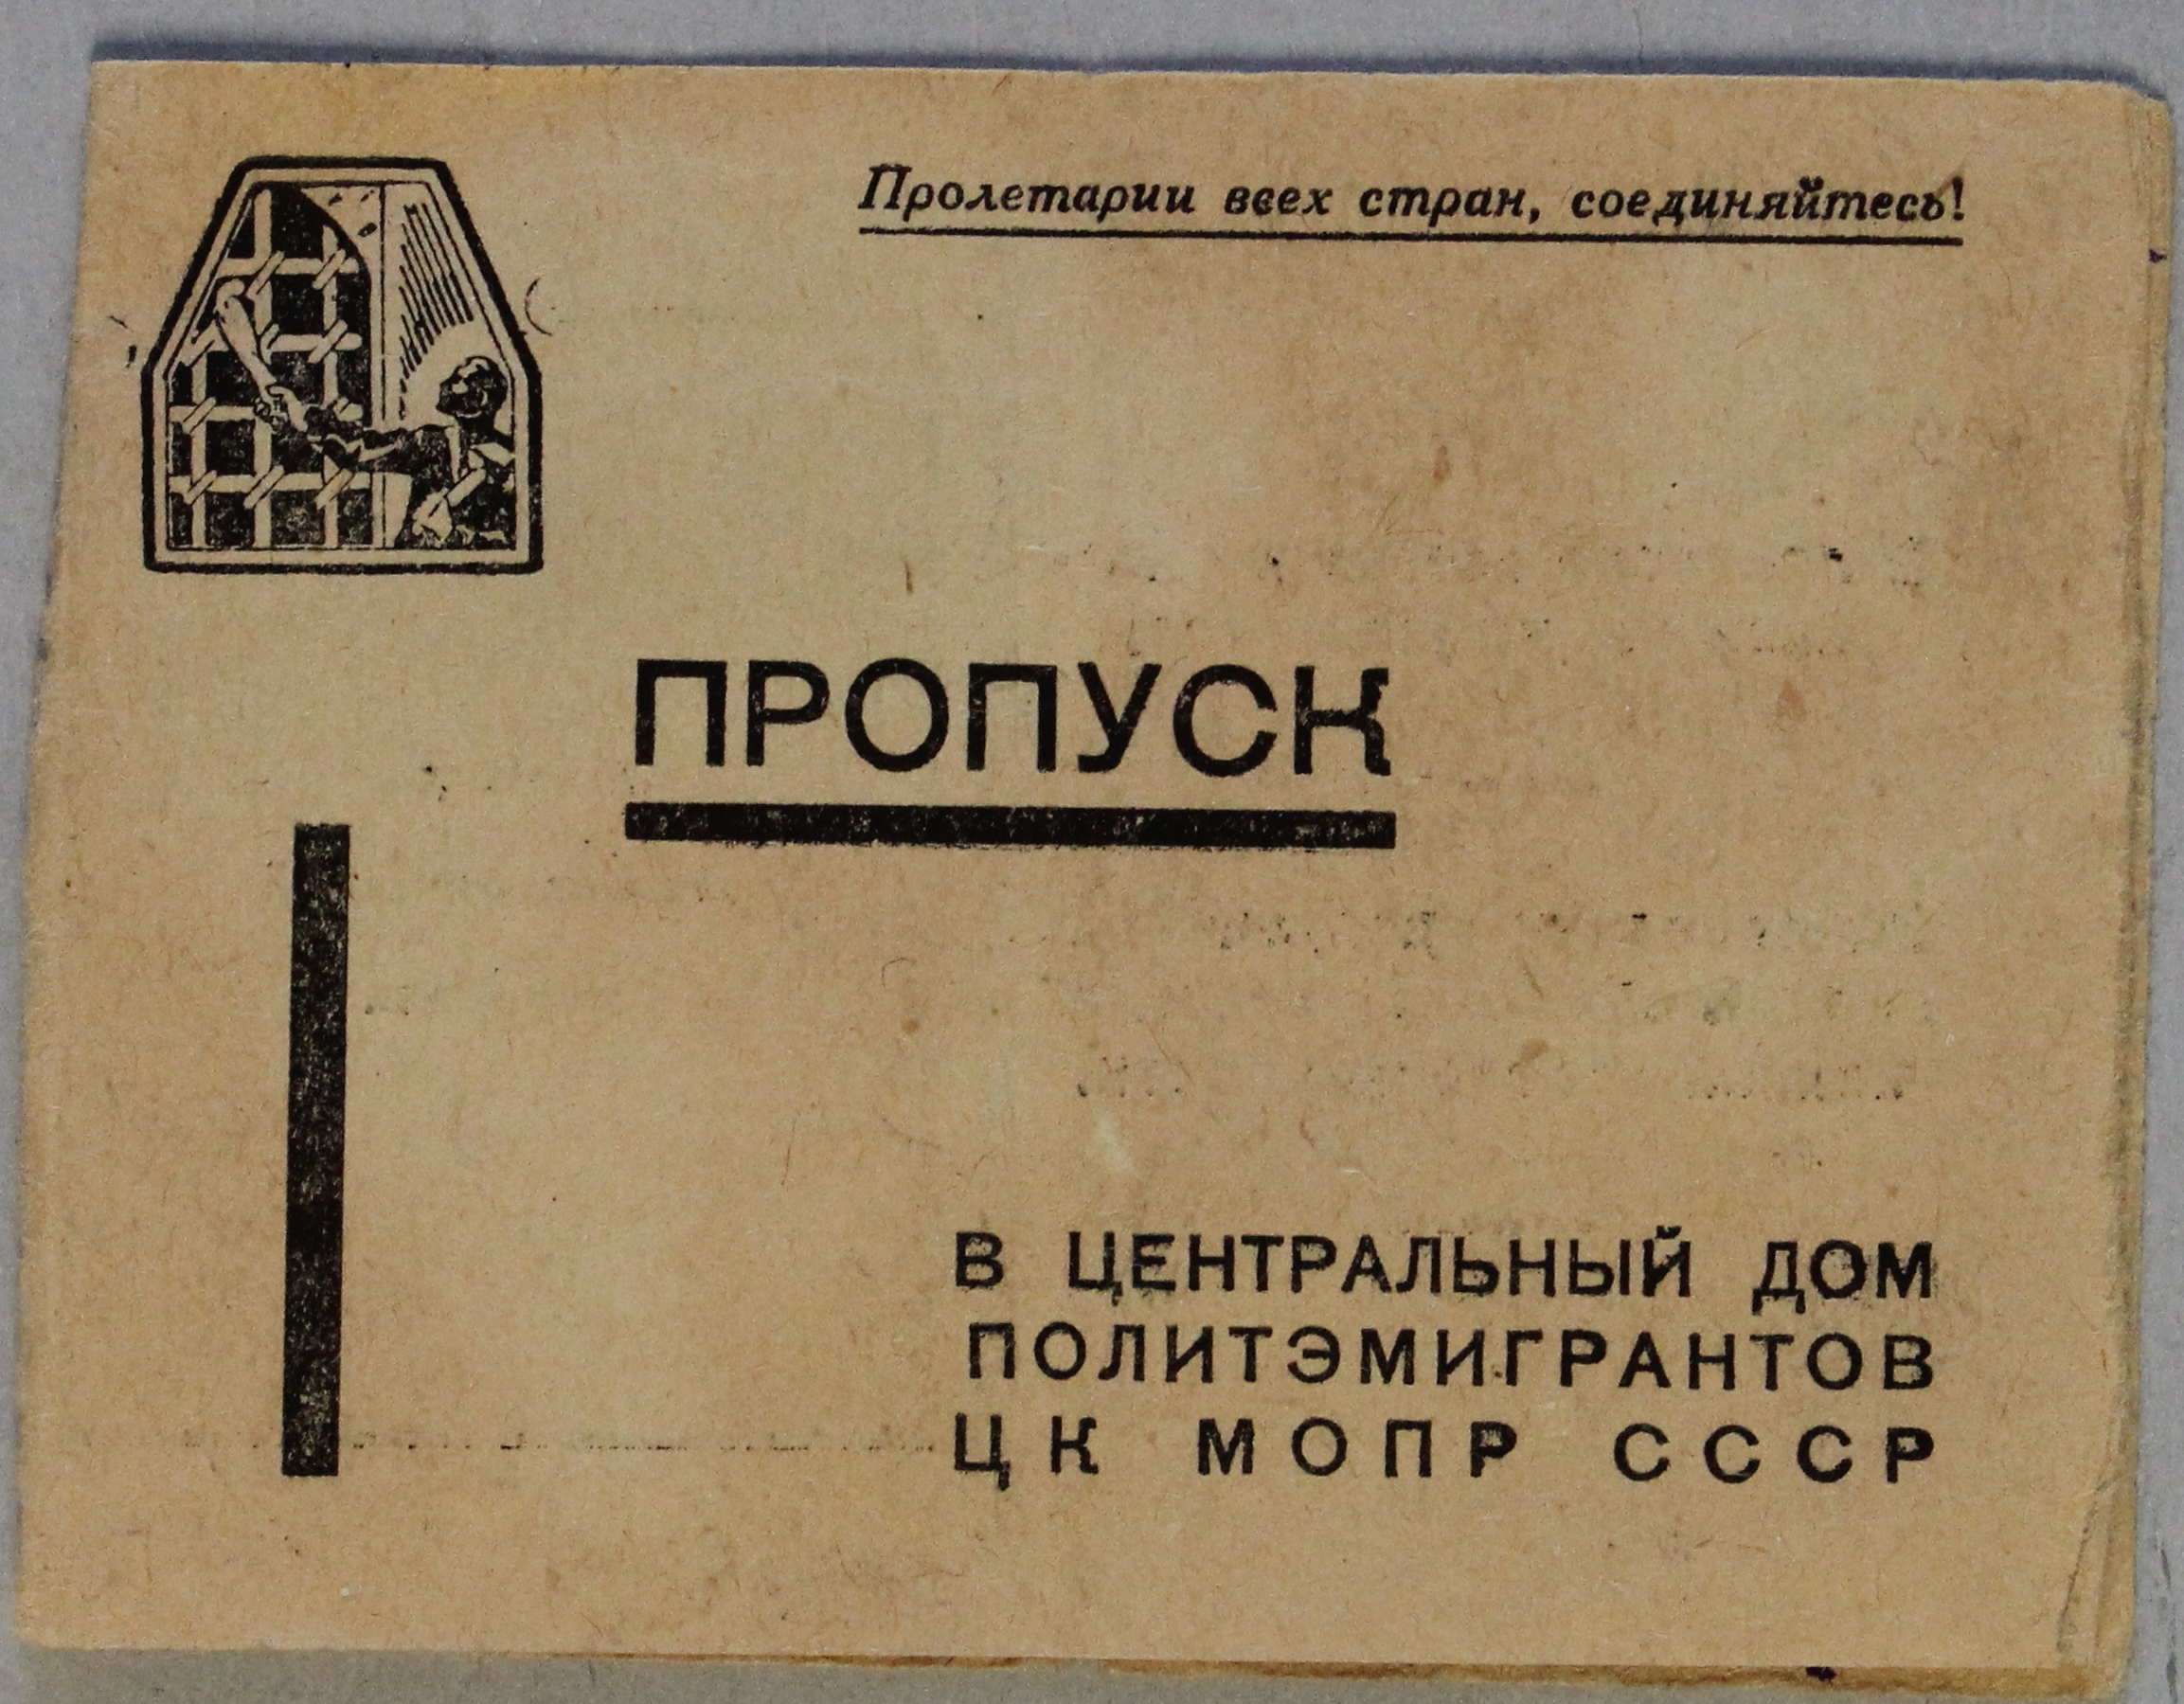 Пролетарии всех стран, соединяйтесь!
ПРОПУСК
В ЦЕНТРАЛЬНЫЙ ДОМ
ПОЛИТЭМИГРАНТОВ
ЦК МОПР СССР